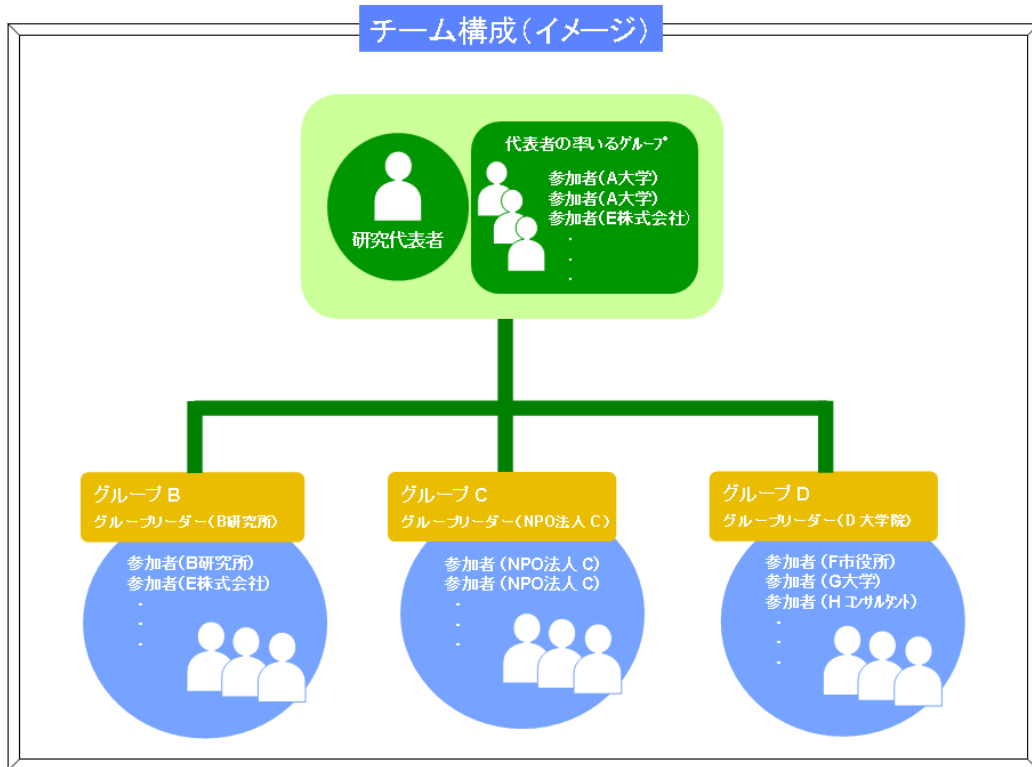 チーム構成(イメージ)
代表者の率いるグループ
参加者(A大学)
参加者(A大学)
参加者(E株式会社)
.
.
.
研究代表者
グループ B
グループリーダー(B研究所)
参加者(B研究所)
参加者(E株式会社)
.
.
.
グループ C
グループリーダー(NPO法人 C)
参加者(NPO法人 C)
参加者(NPO法人 C)
.
.
.
グループ D
グループリーダー(D 大学院)
参加者(F市役所)
参加者(G大学)
参加者(H コンサルタント)
.
.
.